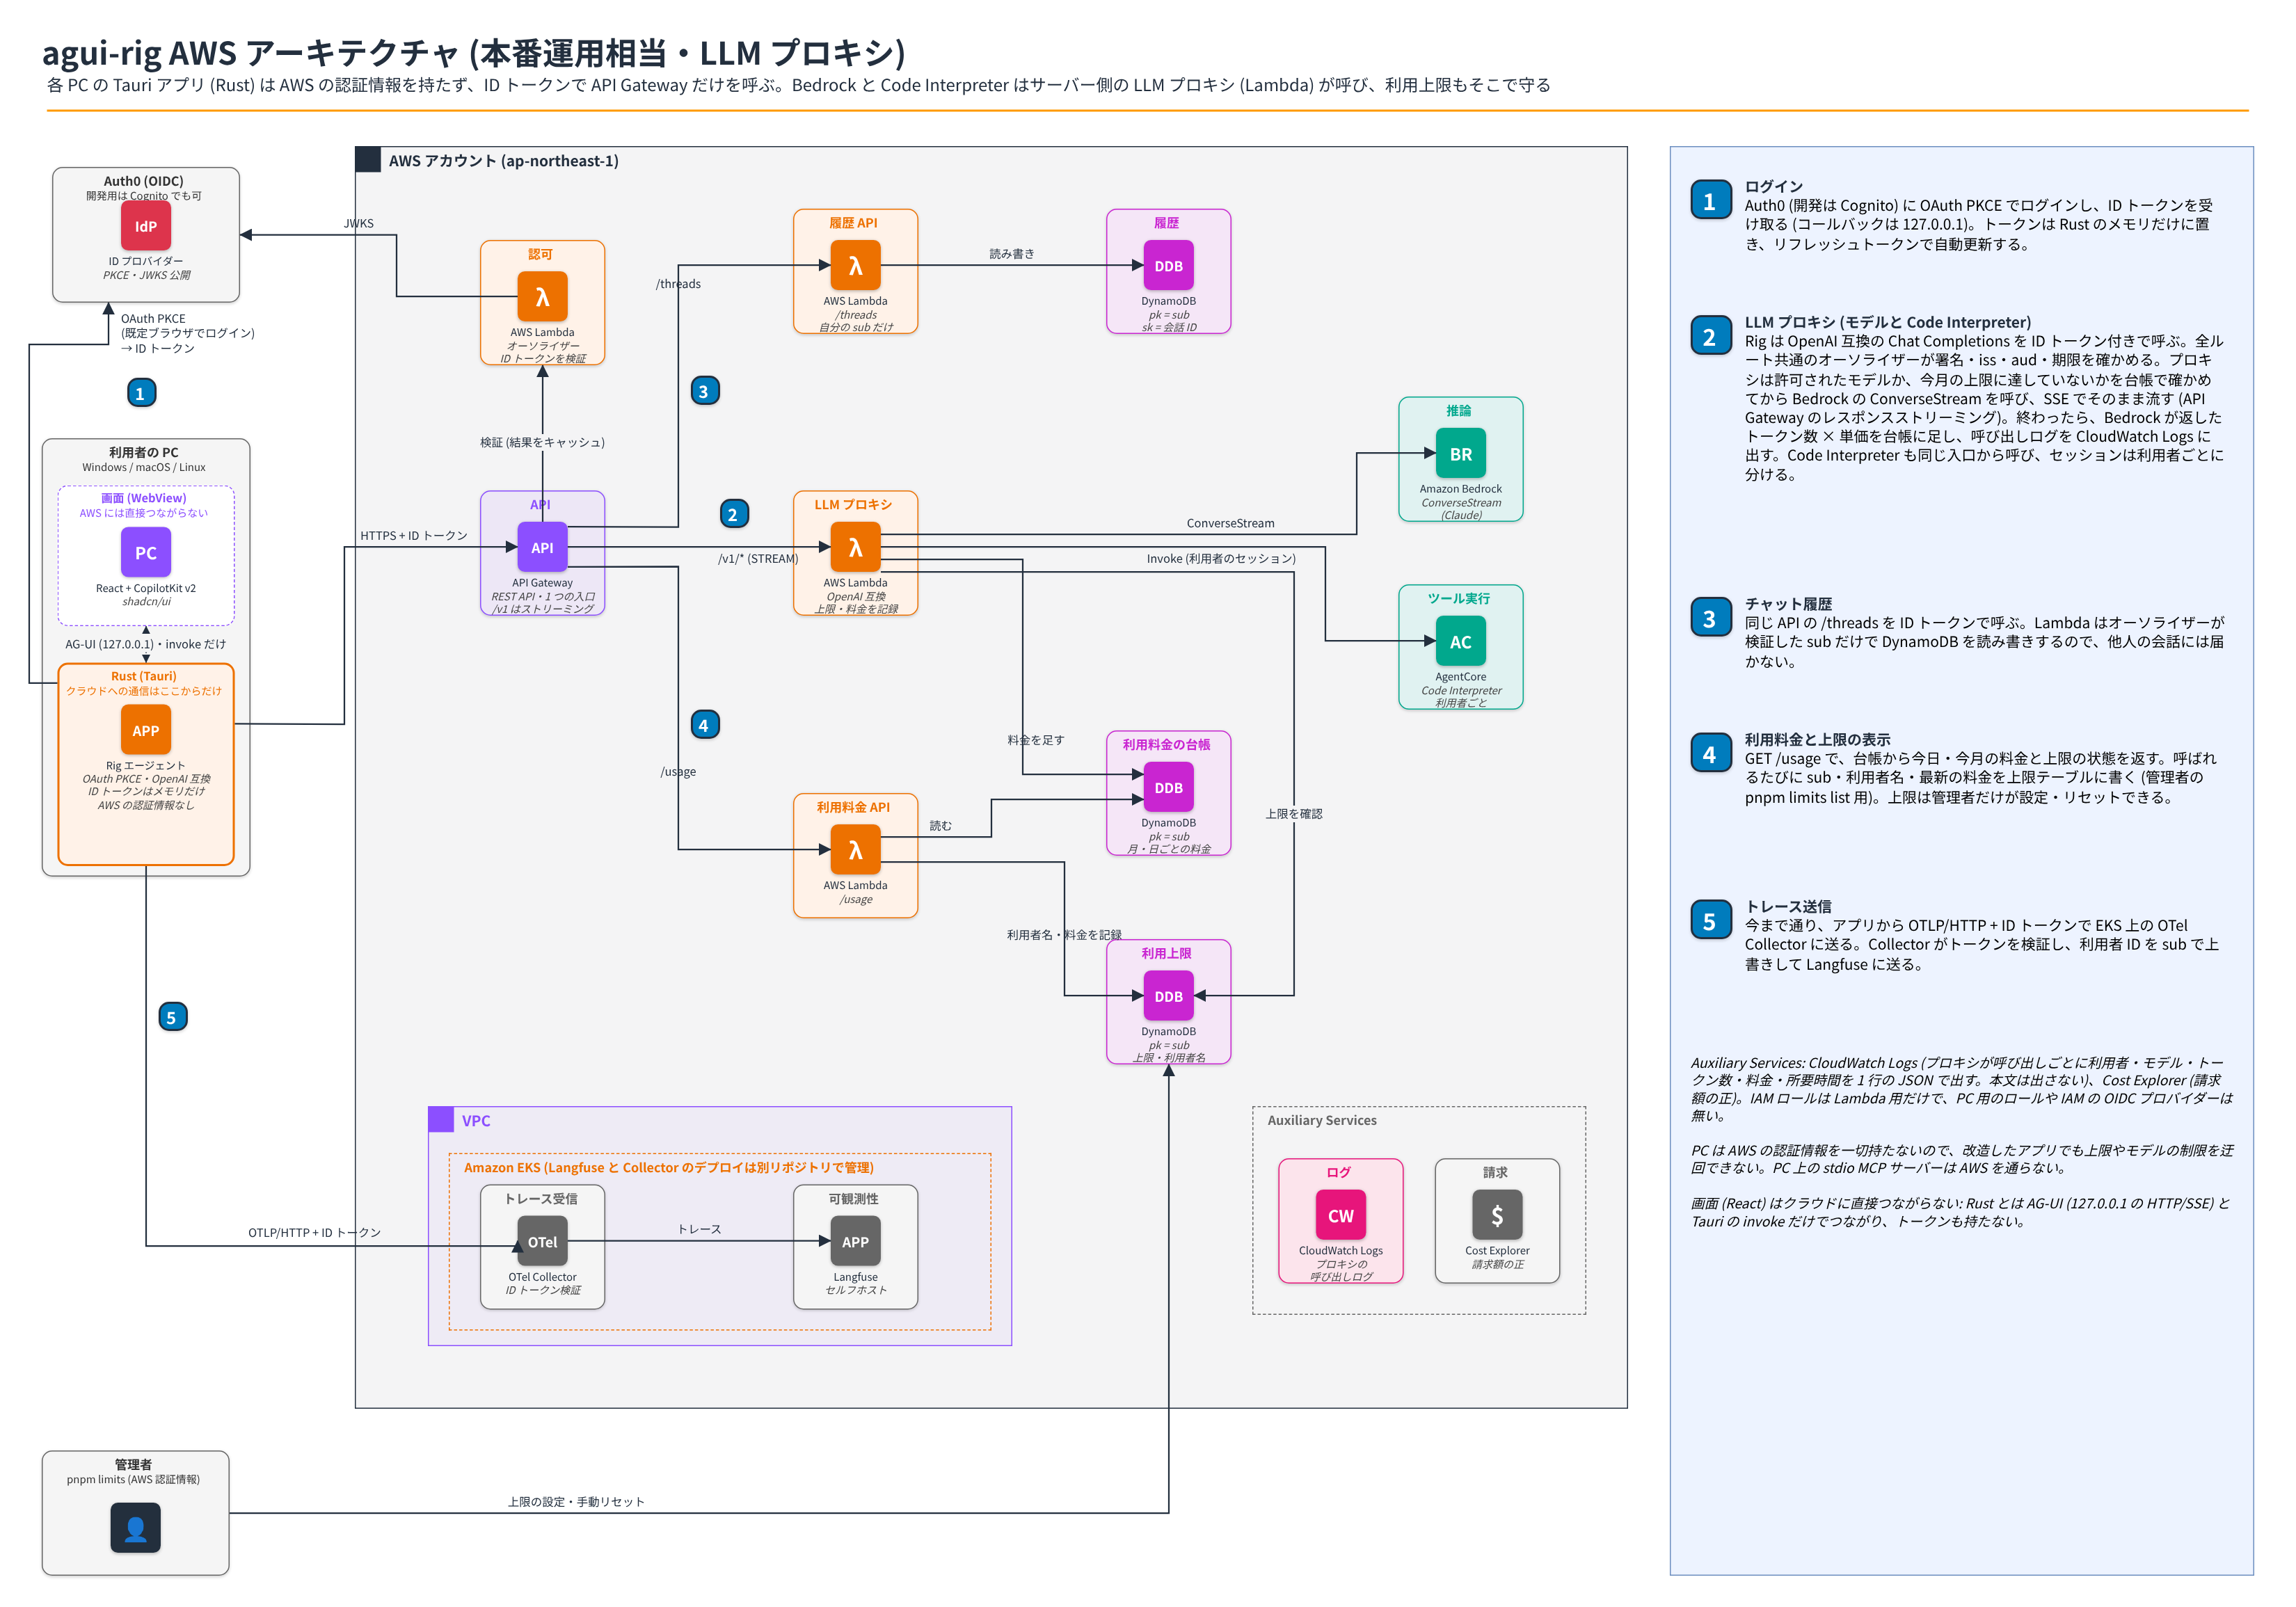 agui-rig AWS アーキテクチャ (本番運用相当・LLM プロキシ)
各 PC の Tauri アプリ (Rust) は AWS の認証情報を持たず、ID トークンで API Gateway だけを呼ぶ。Bedrock と Code Interpreter はサーバー側の LLM プロキシ (Lambda) が呼び、利用上限もそこで守る
Auth0 (OIDC)
開発用は Cognito でも可
IdP
ID プロバイダー
PKCE・JWKS 公開
OAuth PKCE
(既定ブラウザでログイン)
→ ID トークン
1
利用者の PC
Windows / macOS / Linux
画面 (WebView)
AWS には直接つながらない
PC
React + CopilotKit v2
shadcn/ui
AG-UI (127.0.0.1)・invoke だけ
Rust (Tauri)
クラウドへの通信はここからだけ
APP
Rig エージェント
OAuth PKCE・OpenAI 互換
ID トークンはメモリだけ
AWS の認証情報なし
5
OTLP/HTTP + ID トークン
管理者
pnpm limits (AWS 認証情報)
上限の設定・手動リセット
AWS アカウント (ap-northeast-1)
JWKS
認可
λ
AWS Lambda
オーソライザー
ID トークンを検証
検証 (結果をキャッシュ)
HTTPS + ID トークン
API
API
API Gateway
REST API・1 つの入口
/v1 はストリーミング
/threads
3
2
/v1/* (STREAM)
4
/usage
履歴 API
λ
AWS Lambda
/threads
自分の sub だけ
読み書き
履歴
DDB
DynamoDB
pk = sub
sk = 会話 ID
LLM プロキシ
λ
AWS Lambda
OpenAI 互換
上限・料金を記録
ConverseStream
Invoke (利用者のセッション)
推論
BR
Amazon Bedrock
ConverseStream
(Claude)
ツール実行
AC
AgentCore
Code Interpreter
利用者ごと
料金を足す
利用料金の台帳
DDB
DynamoDB
pk = sub
月・日ごとの料金
上限を確認
利用料金 API
λ
AWS Lambda
/usage
読む
利用者名・料金を記録
利用上限
DDB
DynamoDB
pk = sub
上限・利用者名
VPC
Amazon EKS (Langfuse と Collector のデプロイは別リポジトリで管理)
トレース受信
OTel
OTel Collector
ID トークン検証
トレース
可観測性
APP
Langfuse
セルフホスト
Auxiliary Services
ログ
CW
CloudWatch Logs
プロキシの
呼び出しログ
請求
$
Cost Explorer
請求額の正
1
ログイン
Auth0 (開発は Cognito) に OAuth PKCE でログインし、ID トークンを受
け取る (コールバックは 127.0.0.1)。トークンは Rust のメモリだけに置
き、リフレッシュトークンで自動更新する。
2
LLM プロキシ (モデルと Code Interpreter)
Rig は OpenAI 互換の Chat Completions を ID トークン付きで呼ぶ。全ル
ート共通のオーソライザーが署名・iss・aud・期限を確かめる。プロキ
シは許可されたモデルか、今月の上限に達していないかを台帳で確かめ
てから Bedrock の ConverseStream を呼び、SSE でそのまま流す (API
Gateway のレスポンスストリーミング)。終わったら、Bedrock が返した
トークン数 × 単価を台帳に足し、呼び出しログを CloudWatch Logs に
出す。Code Interpreter も同じ入口から呼び、セッションは利用者ごとに
分ける。
3
チャット履歴
同じ API の /threads を ID トークンで呼ぶ。Lambda はオーソライザーが
検証した sub だけで DynamoDB を読み書きするので、他人の会話には届
かない。
4
利用料金と上限の表示
GET /usage で、台帳から今日・今月の料金と上限の状態を返す。呼ばれ
るたびに sub・利用者名・最新の料金を上限テーブルに書く (管理者の
pnpm limits list 用)。上限は管理者だけが設定・リセットできる。
5
トレース送信
今まで通り、アプリから OTLP/HTTP + ID トークンで EKS 上の OTel
Collector に送る。Collector がトークンを検証し、利用者 ID を sub で上
書きして Langfuse に送る。
Auxiliary Services: CloudWatch Logs (プロキシが呼び出しごとに利用者・モデル・トー
クン数・料金・所要時間を 1 行の JSON で出す。本文は出さない)、Cost Explorer (請求
額の正)。IAM ロールは Lambda 用だけで、PC 用のロールや IAM の OIDC プロバイダーは
無い。
PC は AWS の認証情報を一切持たないので、改造したアプリでも上限やモデルの制限を迂
回できない。PC 上の stdio MCP サーバーは AWS を通らない。
画面 (React) はクラウドに直接つながらない: Rust とは AG-UI (127.0.0.1 の HTTP/SSE) と
Tauri の invoke だけでつながり、トークンも持たない。